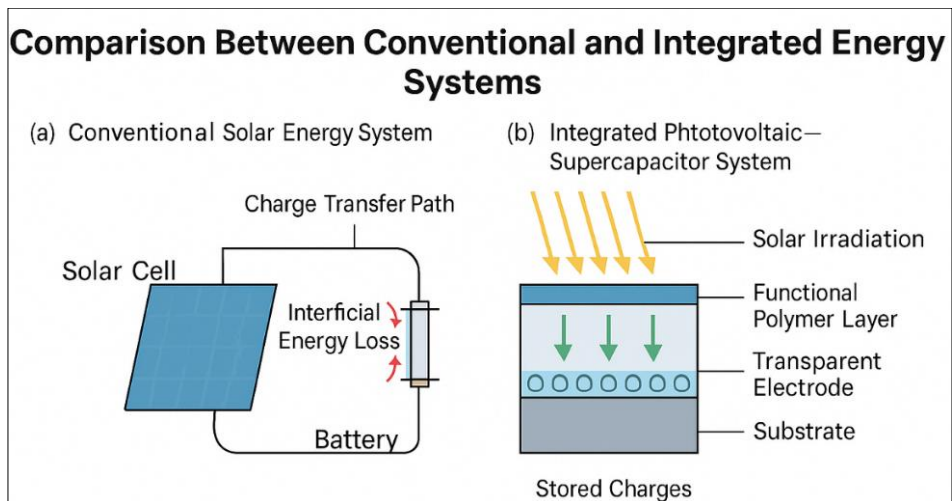 Comparison Between Conventional and Integrated Energy
Systems
(a) Conventional Solar Energy System
Charge Transfer Path
Solar Cell
Interficial
Energy Loss
Battery
(b) Integrated Phtotovoltaic—
Supercapacitor System
Solar Irradiation
Functional
Polymer Layer
Transparent
Electrode
Substrate
Stored Charges